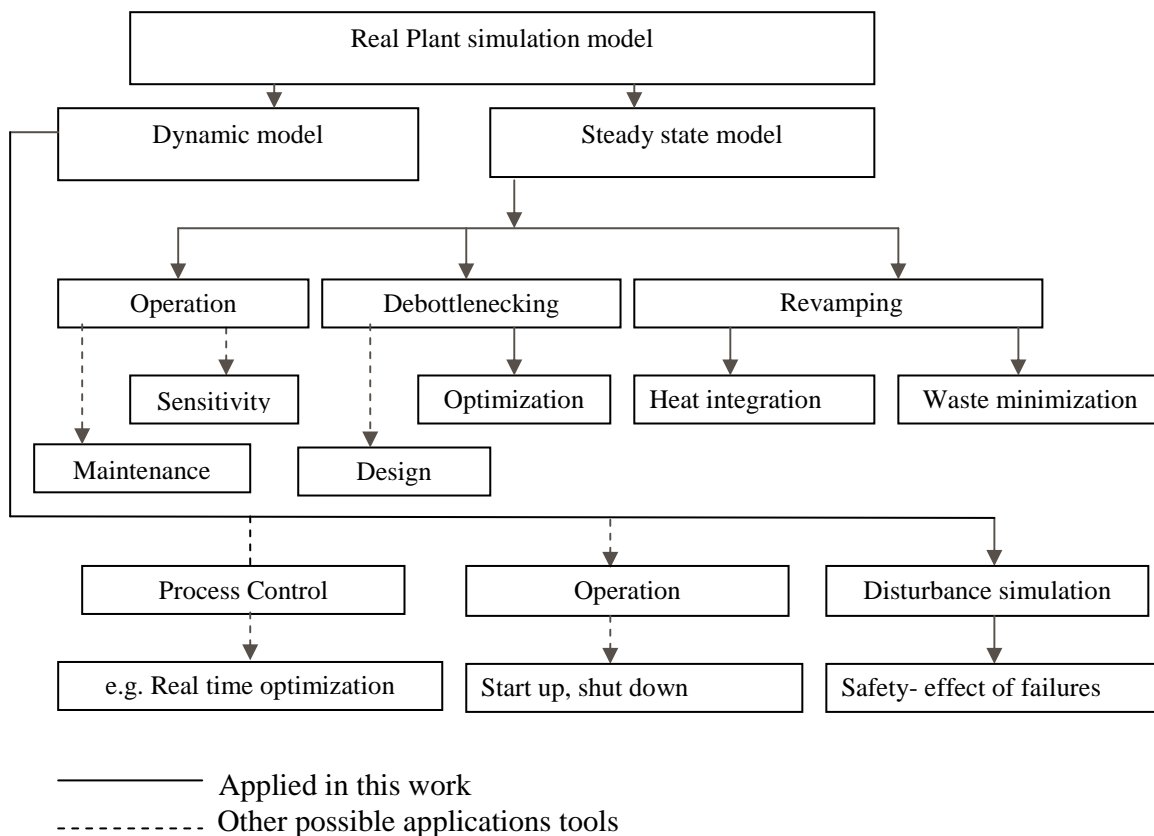 Real Plant simulation model
Dynamic model
Steady state model
Operation
Debottlenecking
Revamping
Sensitivity
Optimization
Heat integration
Waste minimization
Maintenance
Design
Process Control
Operation
Disturbance simulation
e.g. Real time optimization
Start up, shut down
Safety- effect of failures
Applied in this work
Other possible applications tools